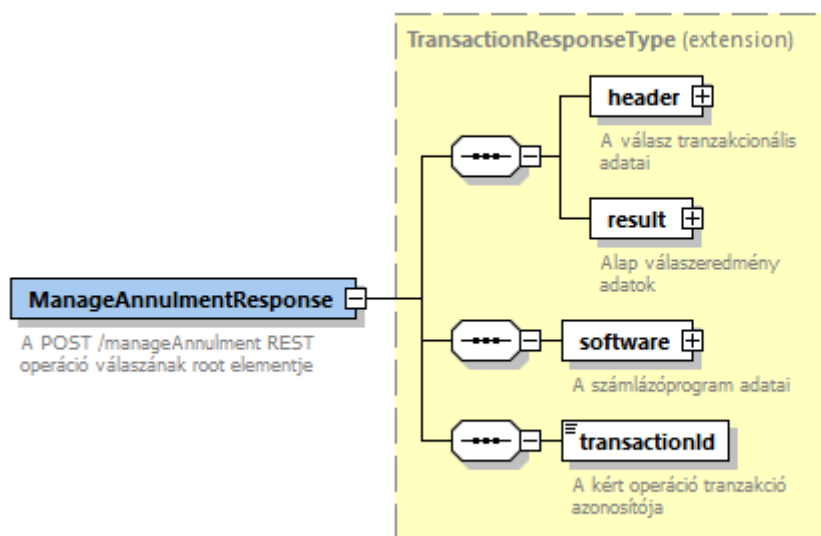 TransactionResponseType (extension)
header
A válasz tranzakcionális
adatai
result
Alap válaszeredmény
adatok
ManageAnnulmentResponse
A POST /manageAnnulment REST
operáció válaszának root elementje
software
A számlázóprogram adatai
transactionId
A kért operáció tranzakció
azonosítója